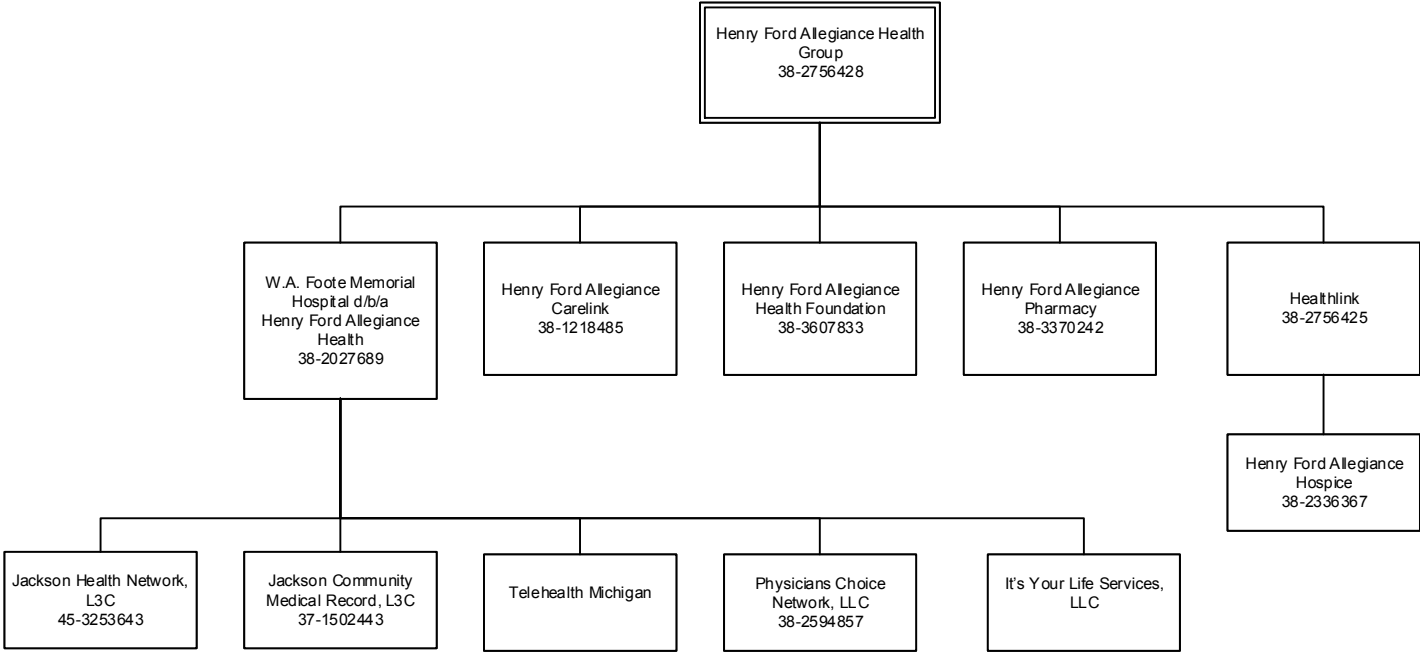 Henry Ford Allegiance Health
Group
38-2756428
W.A. Foote Memorial
Hospital d/b/a
Henry Ford Allegiance
Health
38-2027689
Henry Ford Allegiance
Carelink
38-1218485
Henry Ford Allegiance
Health Foundation
38-3607833
Henry Ford Allegiance
Pharmacy
38-3370242
Healthlink
38-2756425
Henry Ford Allegiance
Hospice
38-2336367
Jackson Health Network,
L3C
45-3253643
Jackson Community
Medical Record, L3C
37-1502443
Telehealth Michigan
Physicians Choice
Network, LLC
38-2594857
It's Your Life Services,
LLC